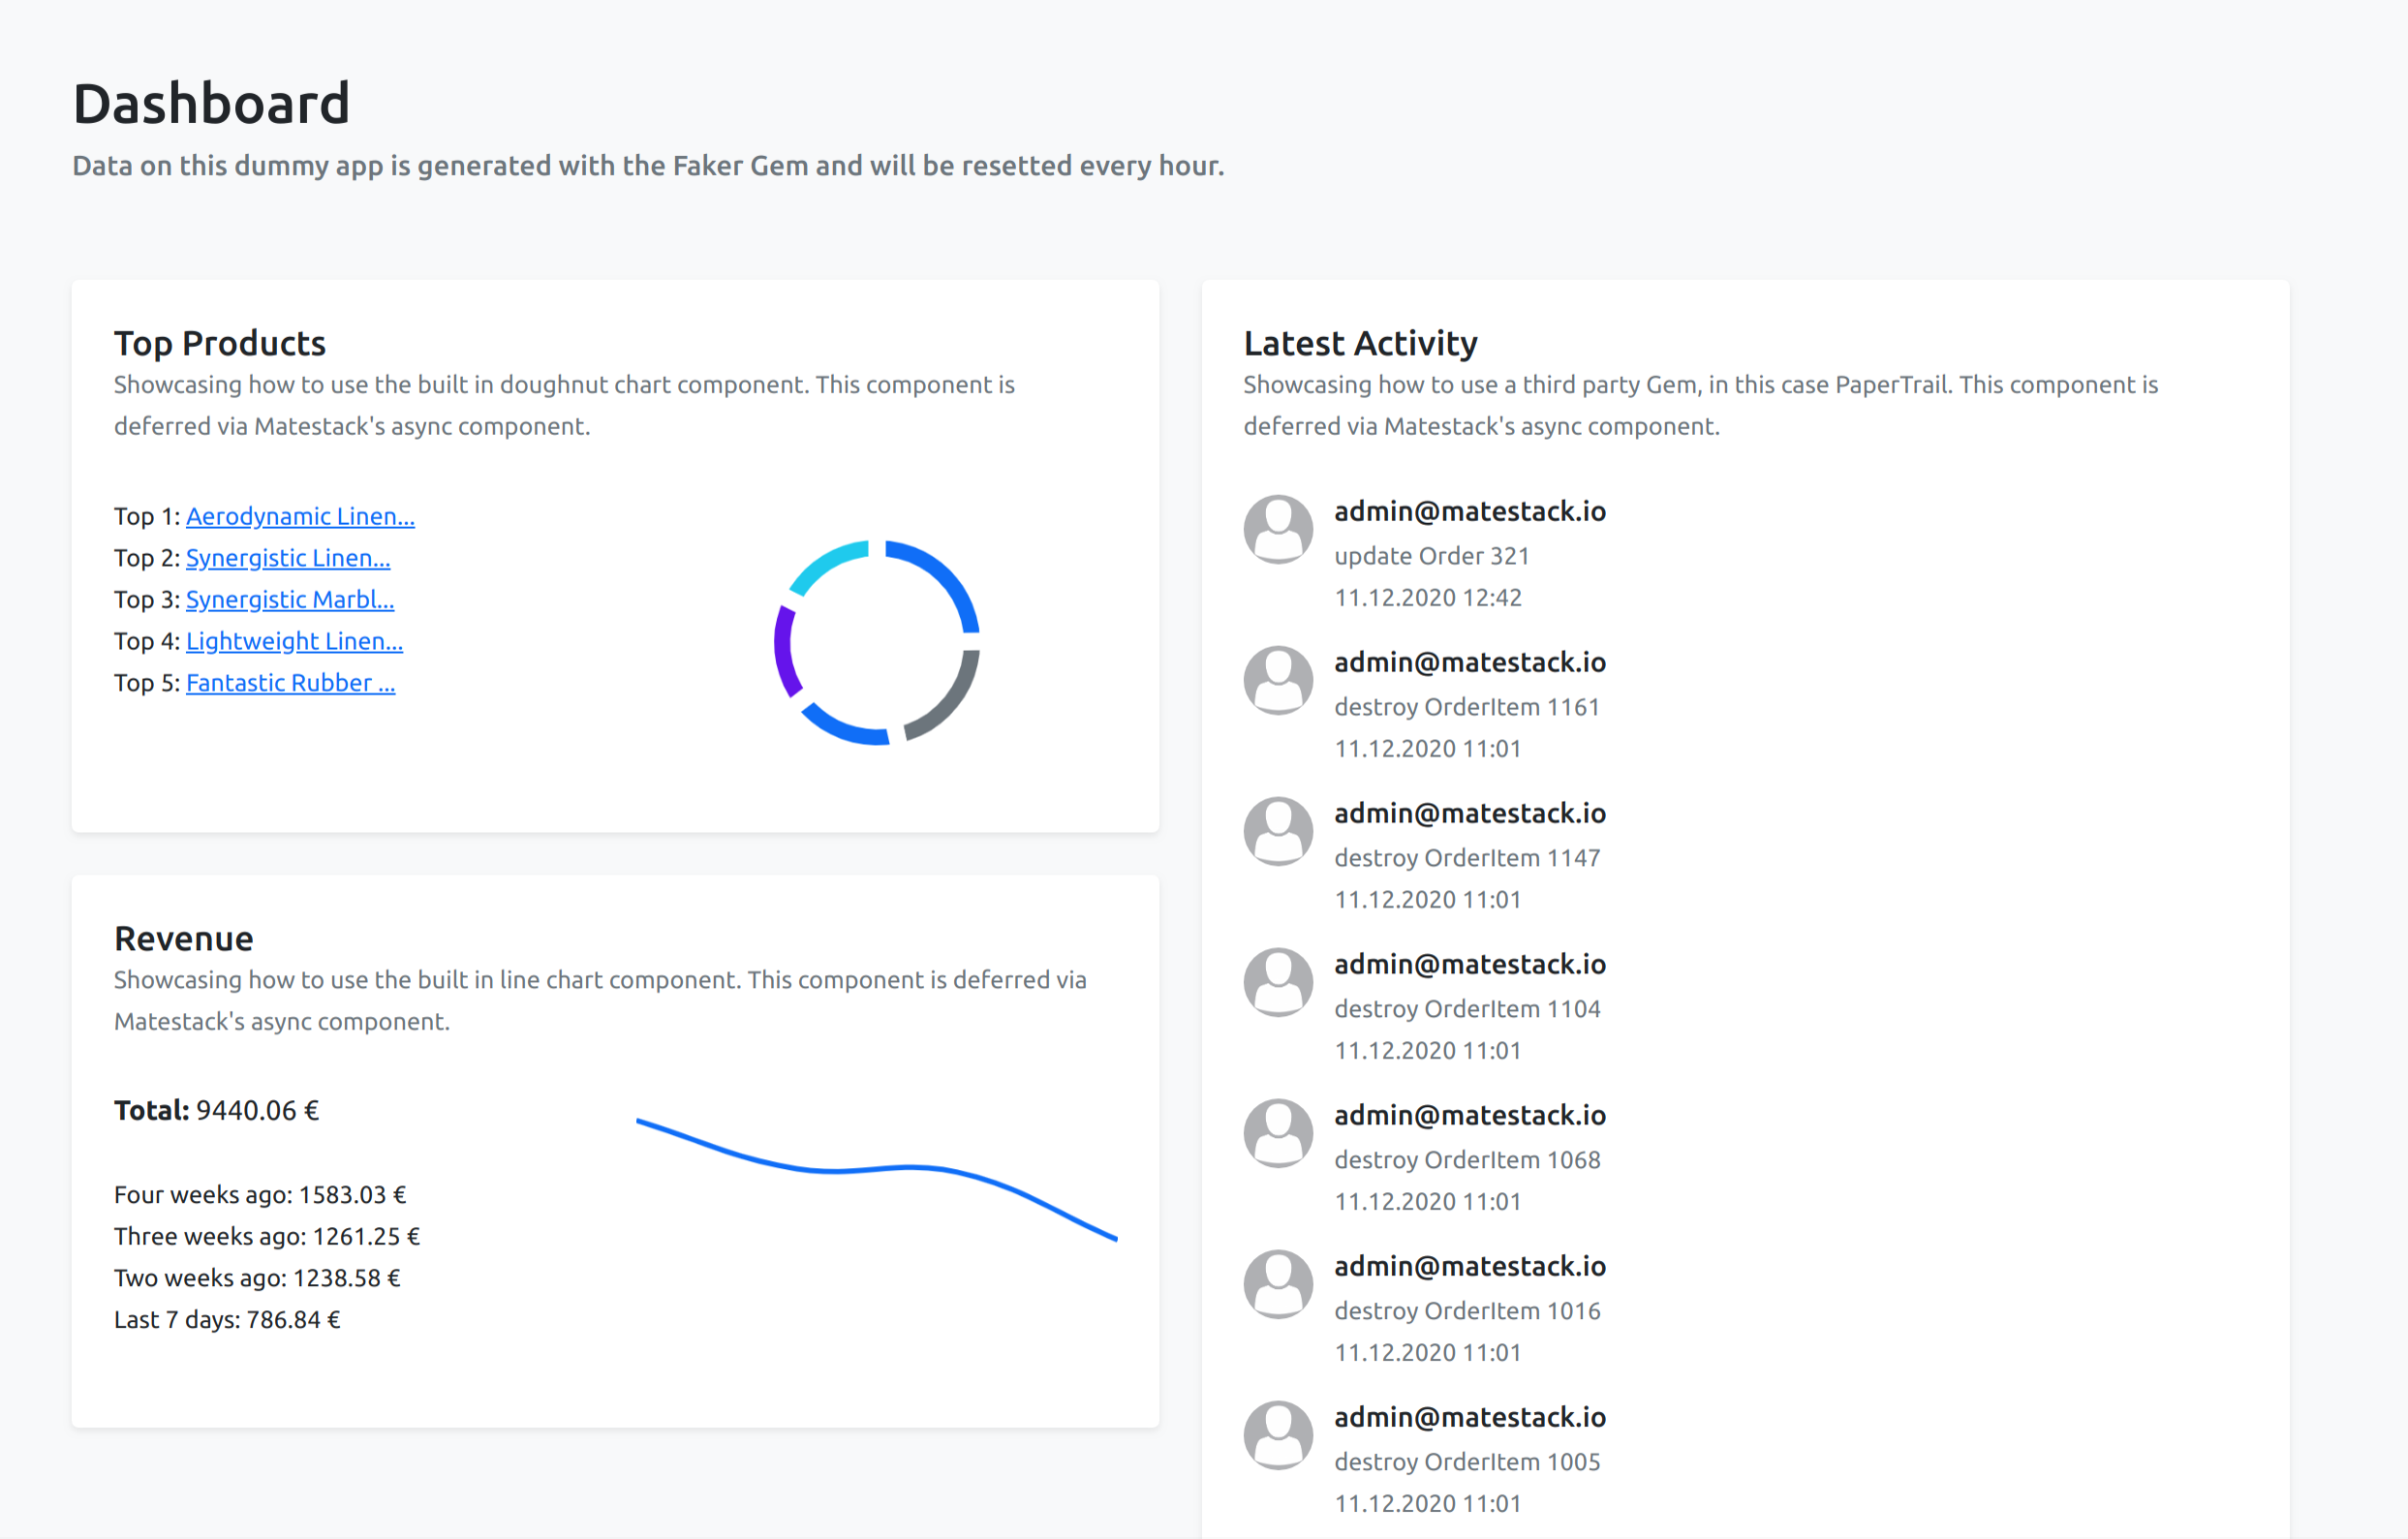 Dashboard
Data on this dummy app is generated with the Faker Gem and will be resetted every hour.
Top Products
Showcasing how to use the built in doughnut chart component. This component is
deferred via Matestack's async component.
Top 1: Aerodynamic Linen...
Top 2: Synergistic Linen...
Top 3: Synergistic Marbl...
Top 4: Lightweight Linen...
Top 5: Fantastic Rubber ...
Revenue
Showcasing how to use the built in line chart component. This component is deferred via
Matestack's async component.
Total: 9440.06 €
Four weeks ago: 1583.03 €
Three weeks ago: 1261.25 €
Two weeks ago: 1238.58 €
Last 7 days: 786.84 €
Latest Activity
Showcasing how to use a third party Gem, in this case PaperTrail. This component is
deferred via Matestack's async component.
admin@matestack.io
update Order 321
11.12.2020 12:42
admin@matestack.io
destroy OrderItem 1161
11.12.2020 11:01
admin@matestack.io
destroy OrderItem 1147
11.12.2020 11:01
admin@matestack.io
destroy OrderItem 1104
11.12.2020 11:01
admin@matestack.io
destroy OrderItem 1068
11.12.2020 11:01
admin@matestack.io
destroy OrderItem 1016
11.12.2020 11:01
admin@matestack.io
destroy OrderItem 1005
11.12.2020 11:01